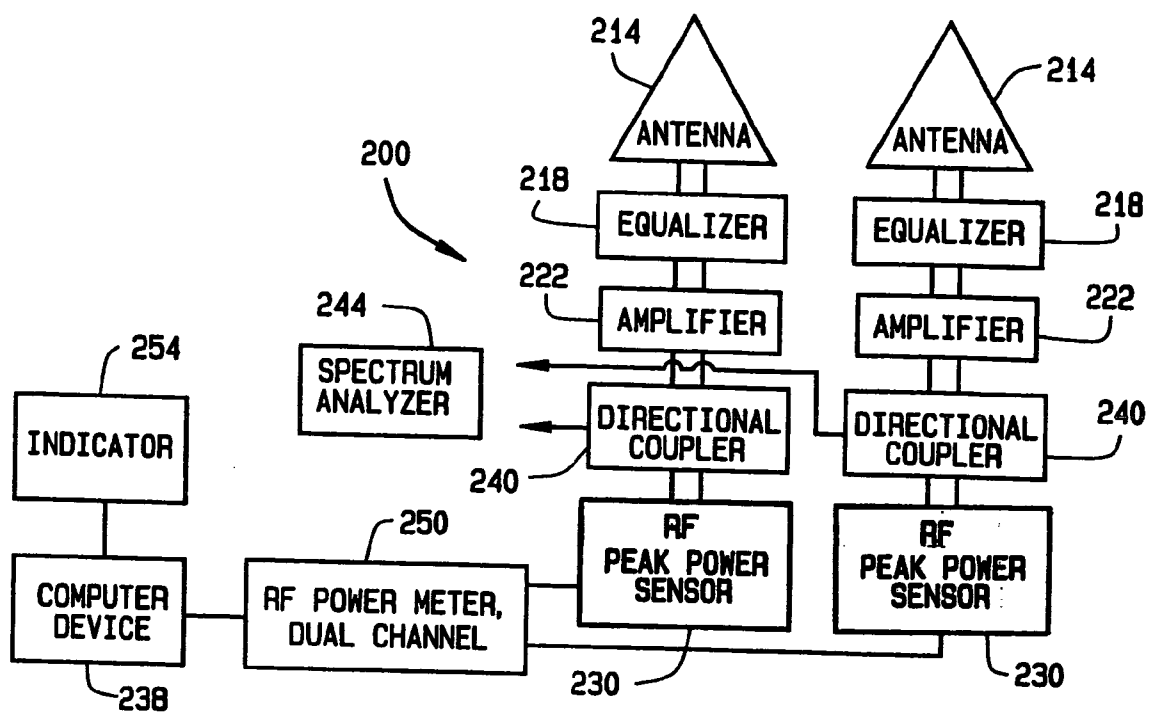 214
ANTENNA
214
ANTENNA
200
218
EQUALIZER
218
EQUALIZER
222
AMPLIFIER
222
AMPLIFIER
244
SPECTRUM
ANALYZER
254
INDICATOR
DIRECTIONAL
COUPLER
240
DIRECTIONAL
COUPLER
240
RF
PEAK POWER
SENSOR
230
RF
PEAK POWER
SENSOR
230
250
RF POWER METER,
DUAL CHANNEL
COMPUTER
DEVICE
238